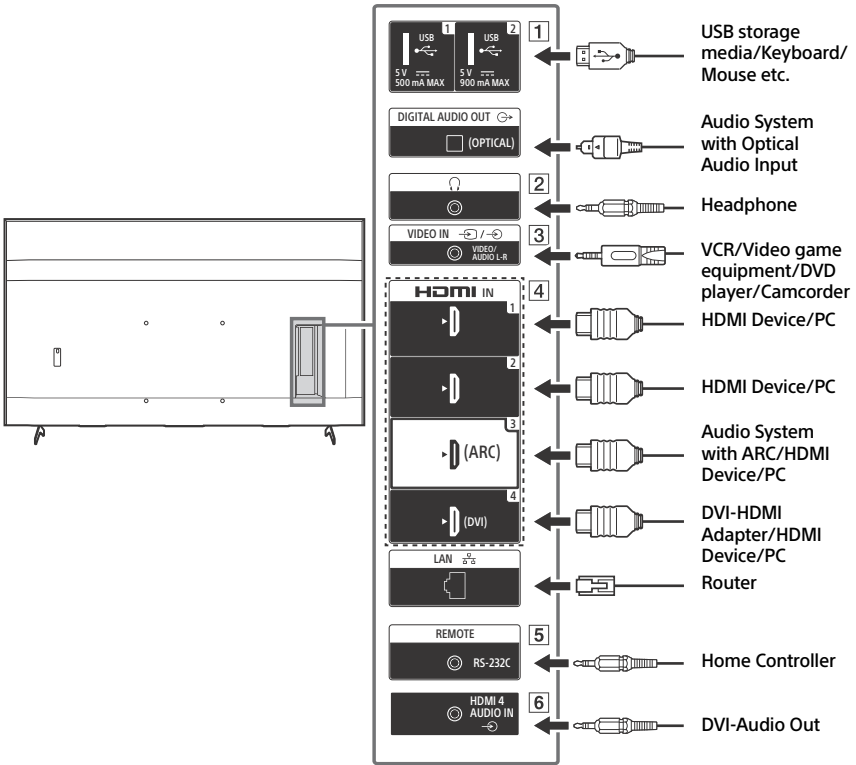 1
USB
2
USB
1
5 V
500 mA MAX
5 V
900 mA MAX
USB storage
media/Keyboard/
Mouse etc.
DIGITAL AUDIO OUT
(OPTICAL)
Audio System
with Optical
Audio Input
2
Headphone
VIDEO IN
/
3
VIDEO/
AUDIO L-R
VCR/Video game
equipment/DVD
player/Camcorder
HDMI IN
4
1
HDMI Device/PC
2
HDMI Device/PC
3
(ARC)
Audio System
with ARC/HDMI
Device/PC
4
(DVI)
DVI-HDMI
Adapter/HDMI
Device/PC
LAN
Router
REMOTE
5
RS-232C
Home Controller
HDMI 4
AUDIO IN
6
DVI-Audio Out